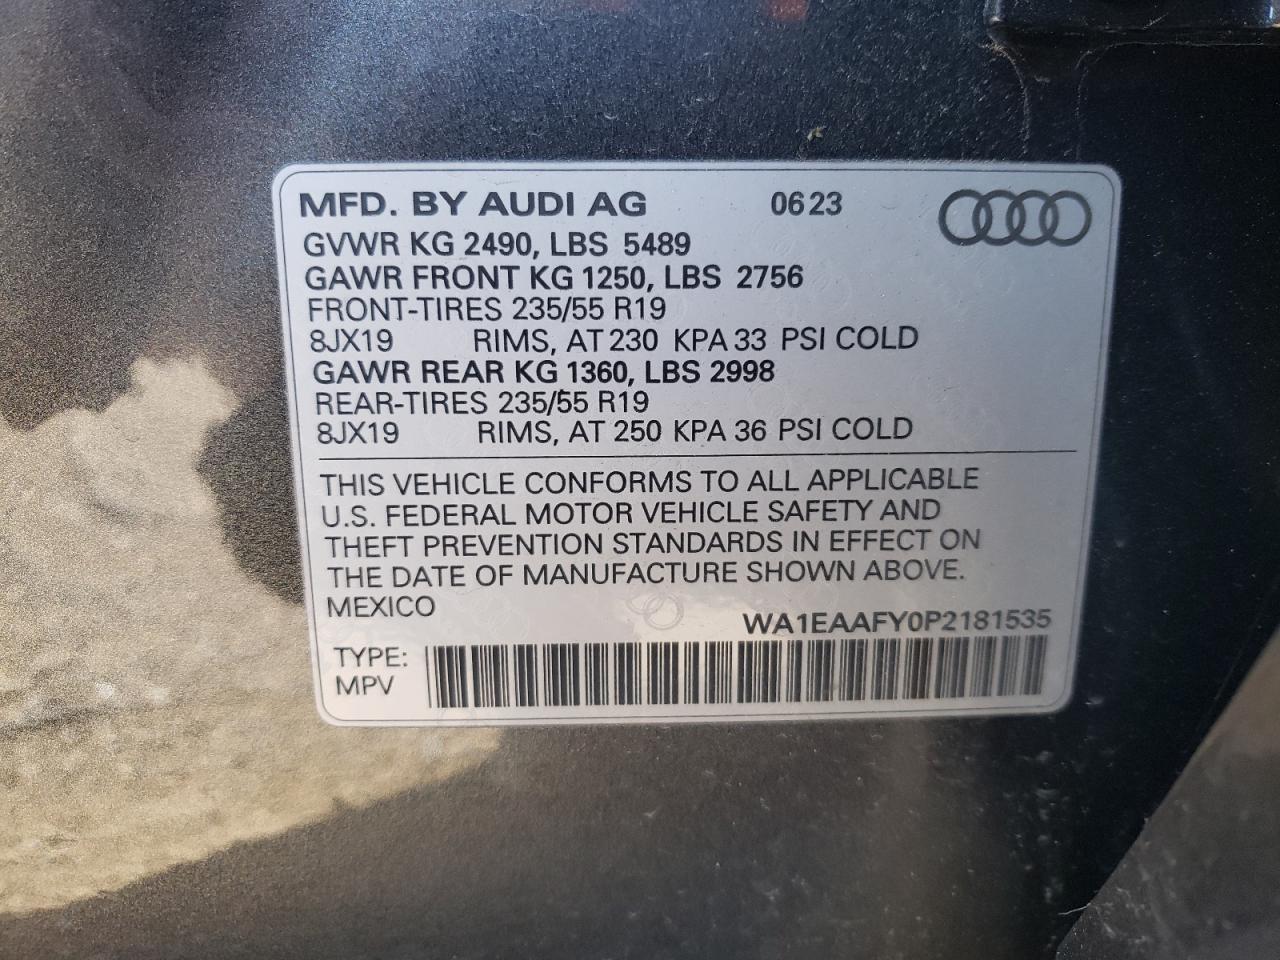 MFD. BY AUDI AG 0623
GVWR KG 2490, LBS 5489
GAWR FRONT KG 1250, LBS 2756
FRONT-TIRES 235/55 R19
8JX19 RIMS, AT 230 KPA 33 PSI COLD
GAWR REAR KG 1360, LBS 2998
REAR-TIRES 235/55 R19
8JX19 RIMS, AT 250 KPA 36 PSI COLD
THIS VEHICLE CONFORMS TO ALL APPLICABLE
U.S. FEDERAL MOTOR VEHICLE SAFETY AND
THEFT PREVENTION STANDARDS IN EFFECT ON
THE DATE OF MANUFACTURE SHOWN ABOVE.
MEXICO
WA1EAAFY0P2181535
TYPE:
MPV